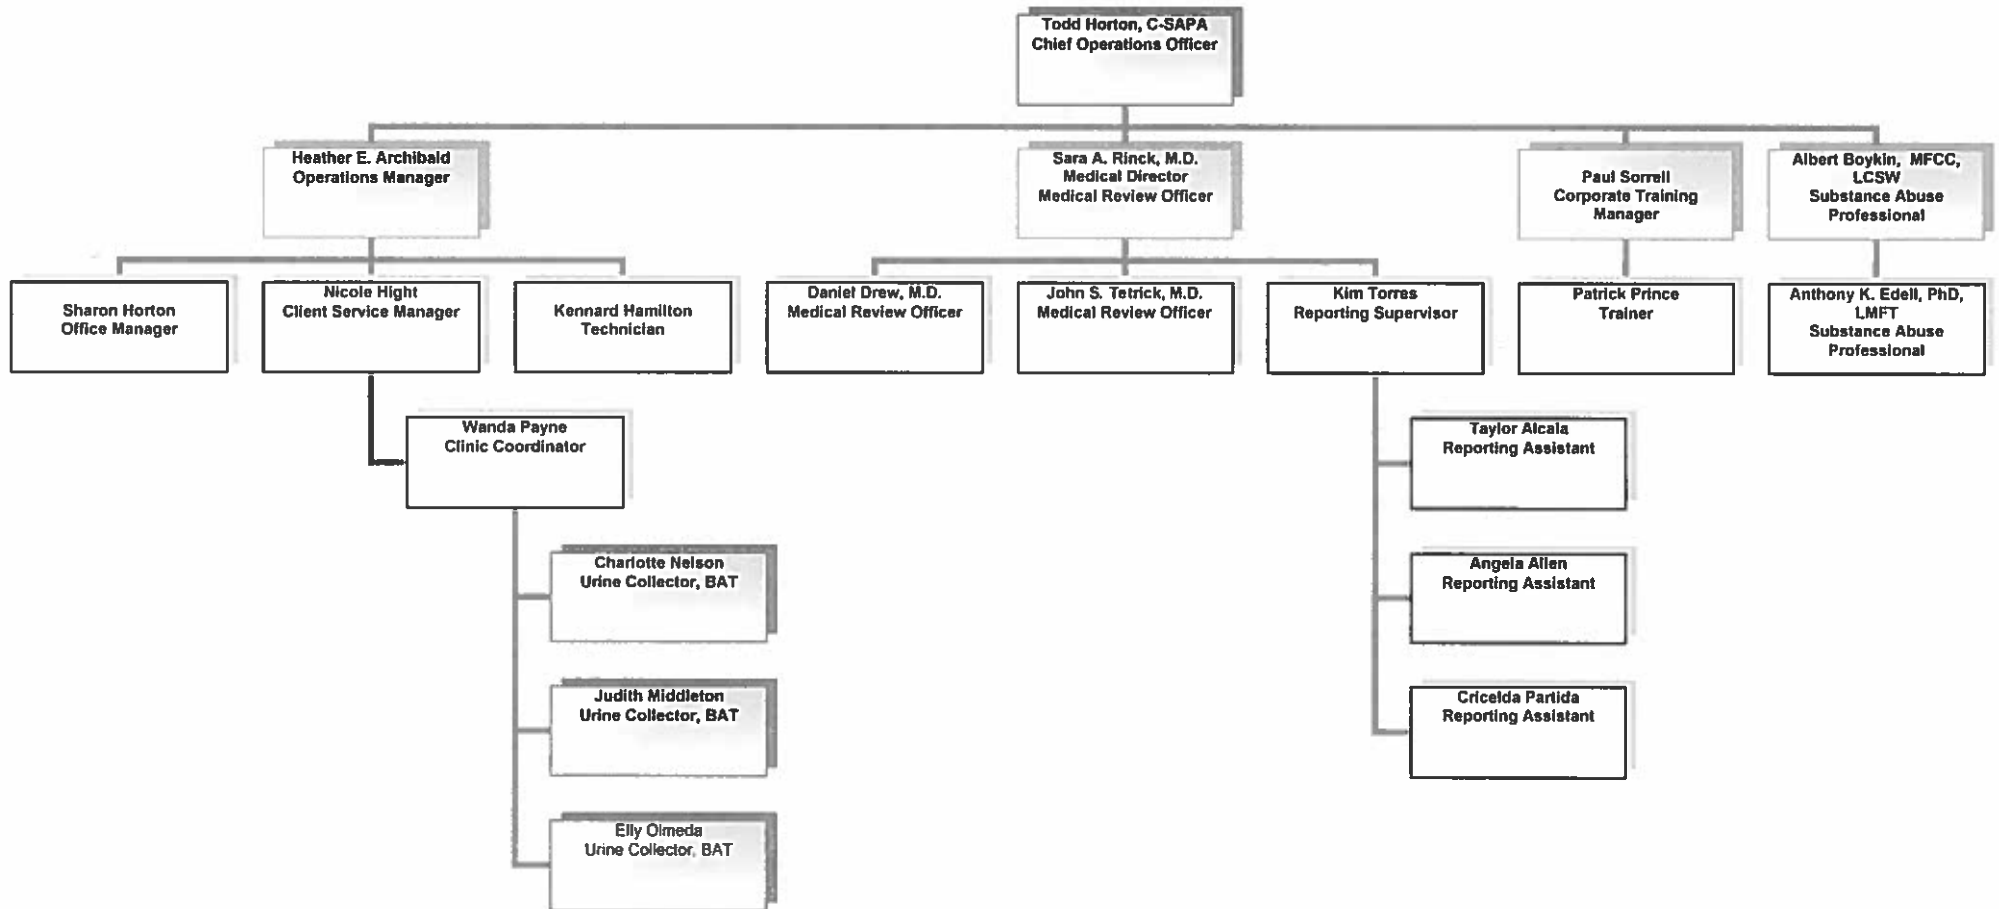 Todd Horton, C-SAPA
Chief Operations Officer
Heather E. Archibald
Operations Manager
Sara A. Rinck, M.D.
Medical Director
Medical Review Officer
Paul Sorrell
Corporate Training
Manager
Albert Boykin, MFCC,
LCSW
Substance Abuse
Professional
Sharon Horton
Office Manager
Nicole Hight
Client Service Manager
Kennard Hamilton
Technician
Daniel Drew, M.D.
Medical Review Officer
John S. Tetrick, M.D.
Medical Review Officer
Kim Torres
Reporting Supervisor
Patrick Prince
Trainer
Anthony K. Edell, PhD,
LMFT
Substance Abuse
Professional
Wanda Payne
Clinic Coordinator
Taylor Alcala
Reporting Assistant
Charlotte Nelson
Urine Collector, BAT
Angela Allen
Reporting Assistant
Judith Middleton
Urine Collector, BAT
Cricelda Partida
Reporting Assistant
Elly Olmeda
Urine Collector, BAT